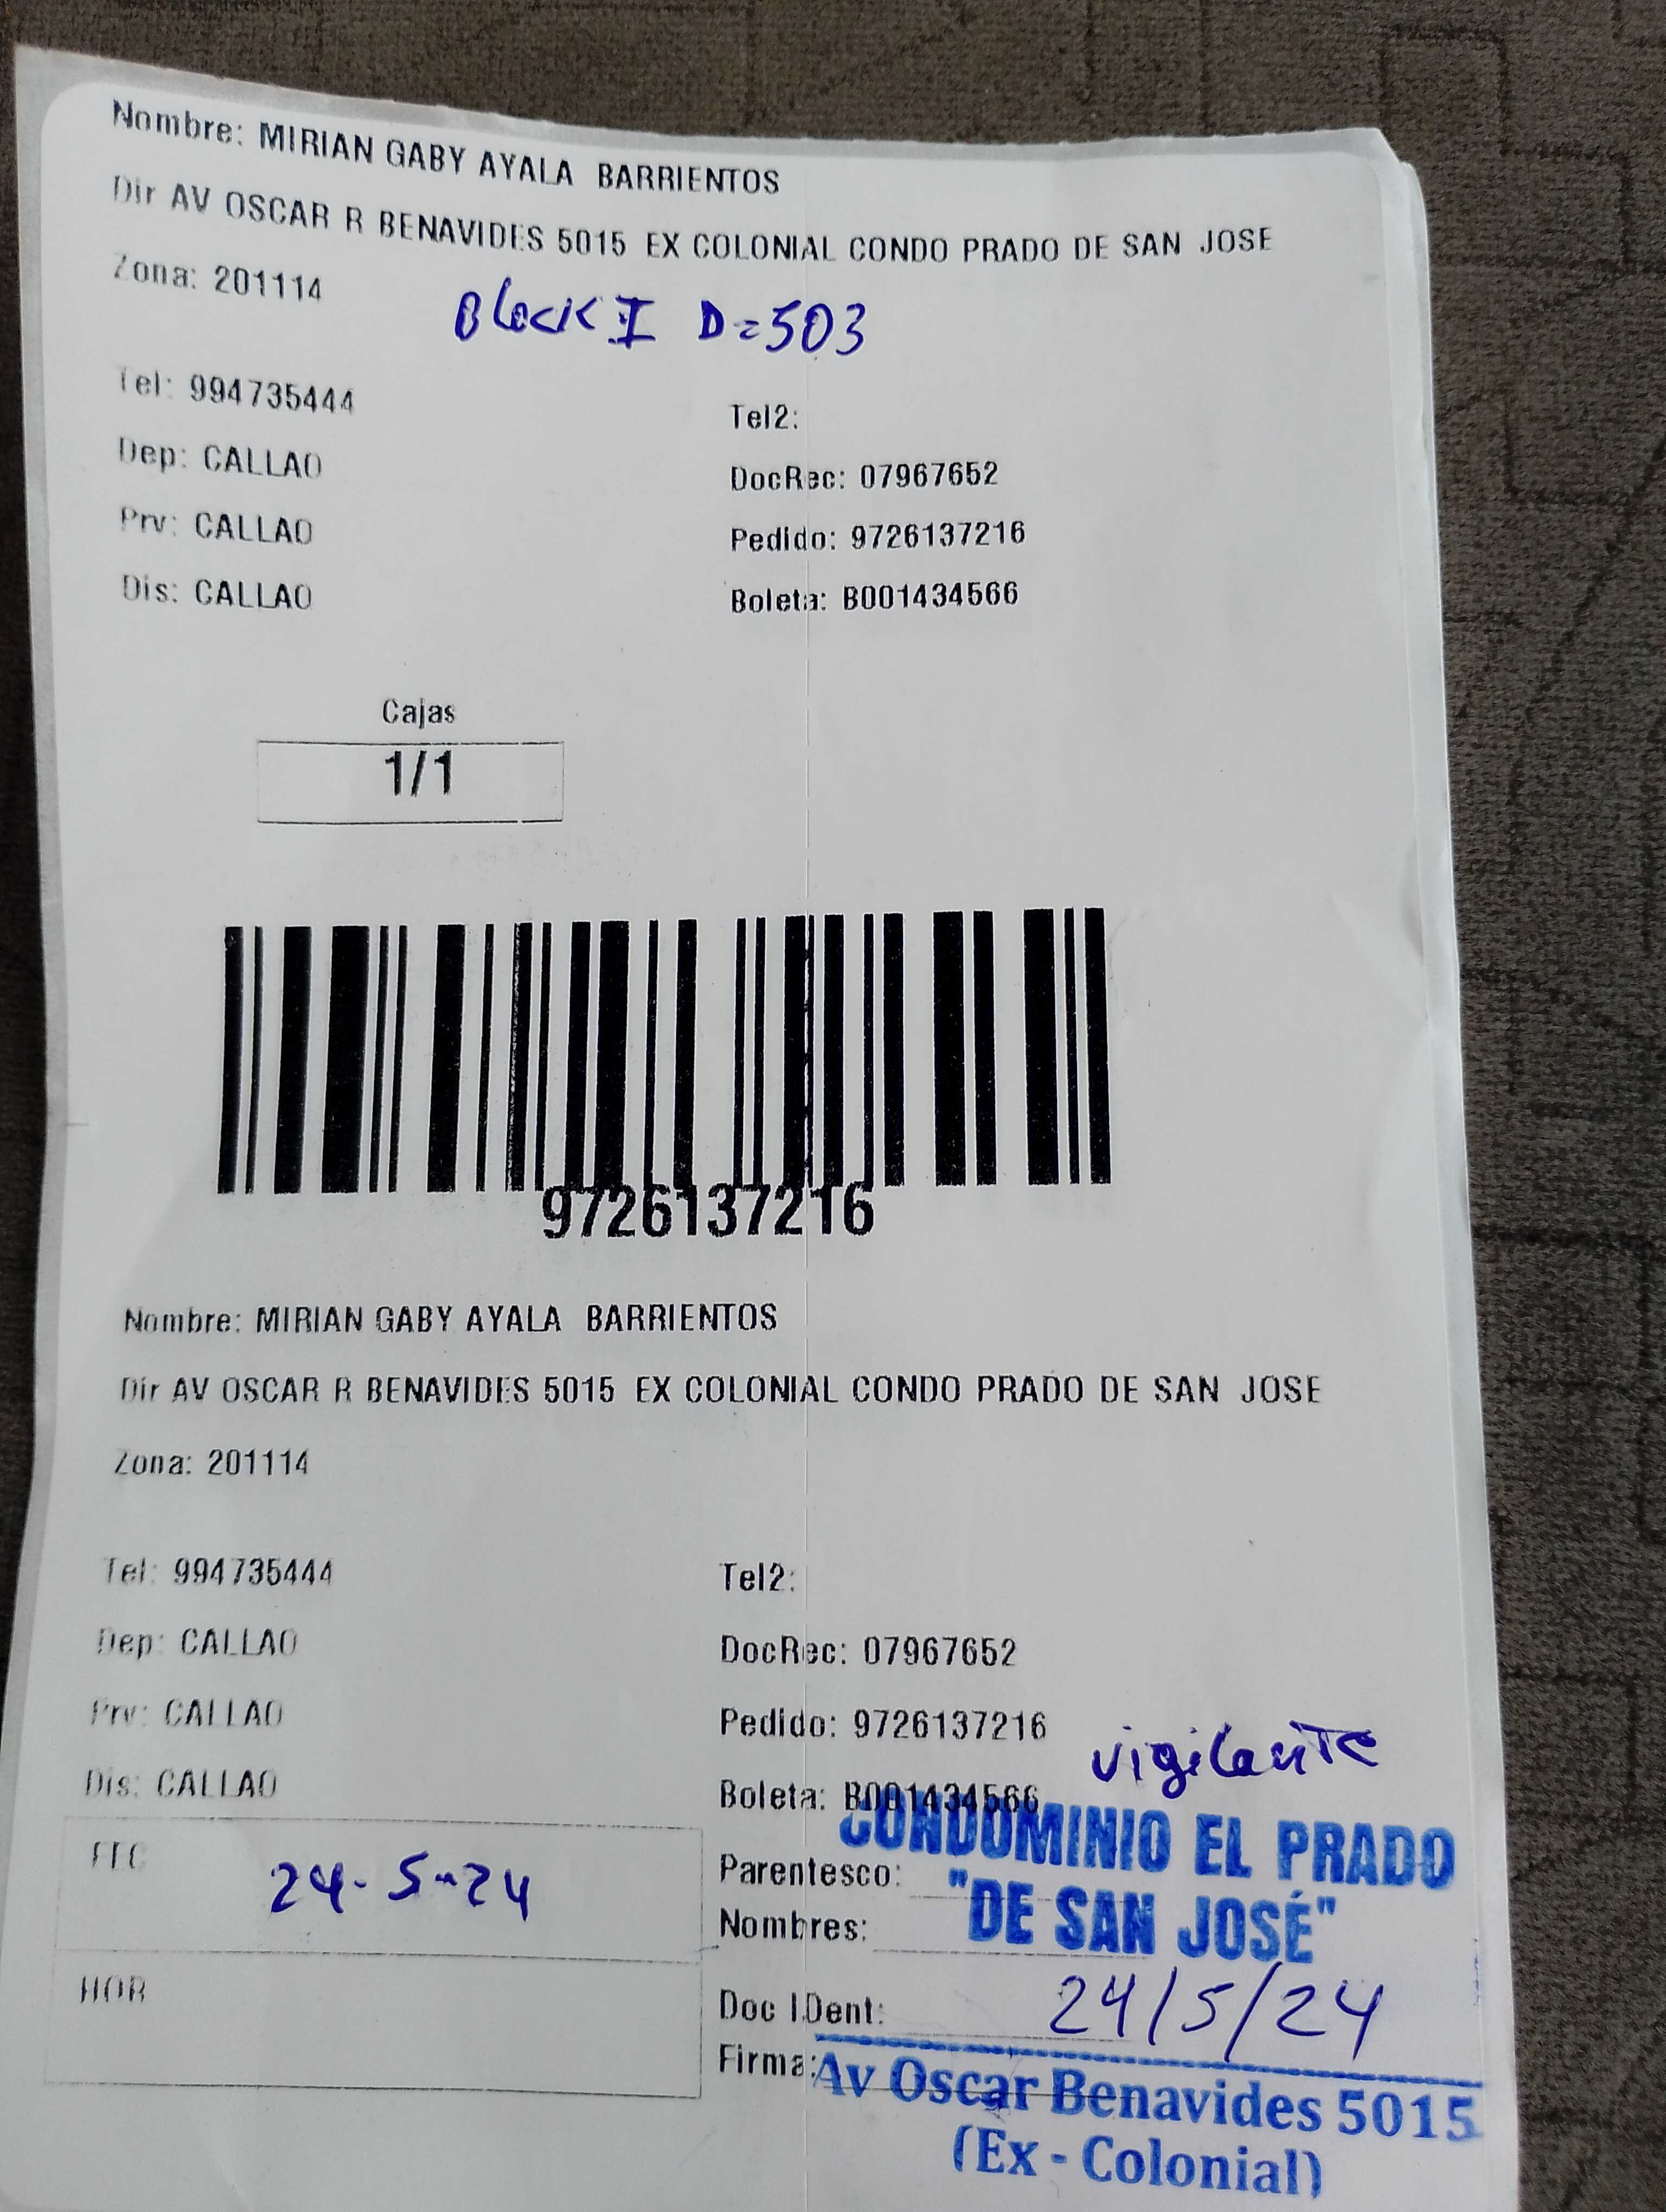 Nombre: MIRIAN GABY AYALA BARRIENTOS
Dir AV OSCAR R BENAVIDES 5015 EX COLONIAL CONDO PRADO DE SAN JOSE
Zona: 201114
Block I D=503
Tel: 994735444
Tel2:
Dep: CALLAO
DocRec: 07967652
Prv: CALLAO
Pedido: 9726137216
Dis: CALLAO
Boleta: B001434566
Cajas
1/1
9726137216
Nombre: MIRIAN GABY AYALA BARRIENTOS
Dir AV OSCAR R BENAVIDES 5015 EX COLONIAL CONDO PRADO DE SAN JOSE
Zona: 201114
Tel: 994735444
Tel2:
Dep: CALLAO
DocRec: 07967652
Prv: CALLAO
Pedido: 9726137216
vigilante
Dis: CALLAO
Boleta: B001434566
CONDOMINIO EL PRADO
FEC
24-5-24
Parentesco:
"DE SAN JOSÉ"
Nombres:
HOR
Doc I.Dent:
24/5/24
Firma:
Av Oscar Benavides 5015
(Ex - Colonial)